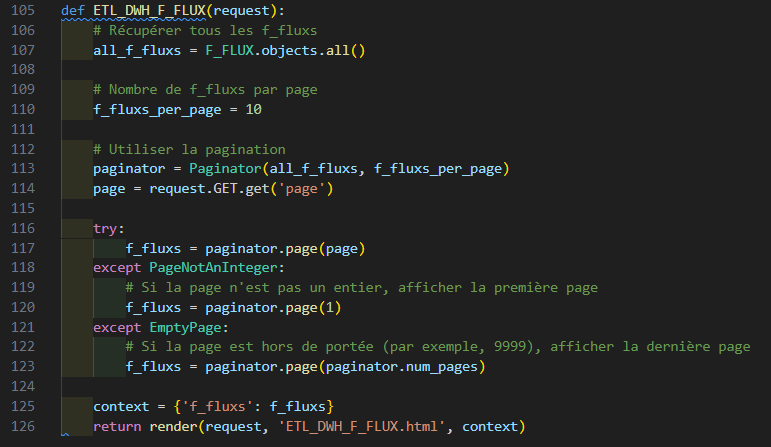 105 def ETL_DWH_F_FLUX(request):
106     # Récupérer tous les f_fluxs
107     all_f_fluxs = F_FLUX.objects.all()
108
109     # Nombre de f_fluxs par page
110     f_fluxs_per_page = 10
111
112     # Utiliser la pagination
113     paginator = Paginator(all_f_fluxs, f_fluxs_per_page)
114     page = request.GET.get('page')
115
116     try:
117         f_fluxs = paginator.page(page)
118     except PageNotAnInteger:
119         # Si la page n'est pas un entier, afficher la première page
120         f_fluxs = paginator.page(1)
121     except EmptyPage:
122         # Si la page est hors de portée (par exemple, 9999), afficher la dernière page
123         f_fluxs = paginator.page(paginator.num_pages)
124
125     context = {'f_fluxs': f_fluxs}
126     return render(request, 'ETL_DWH_F_FLUX.html', context)